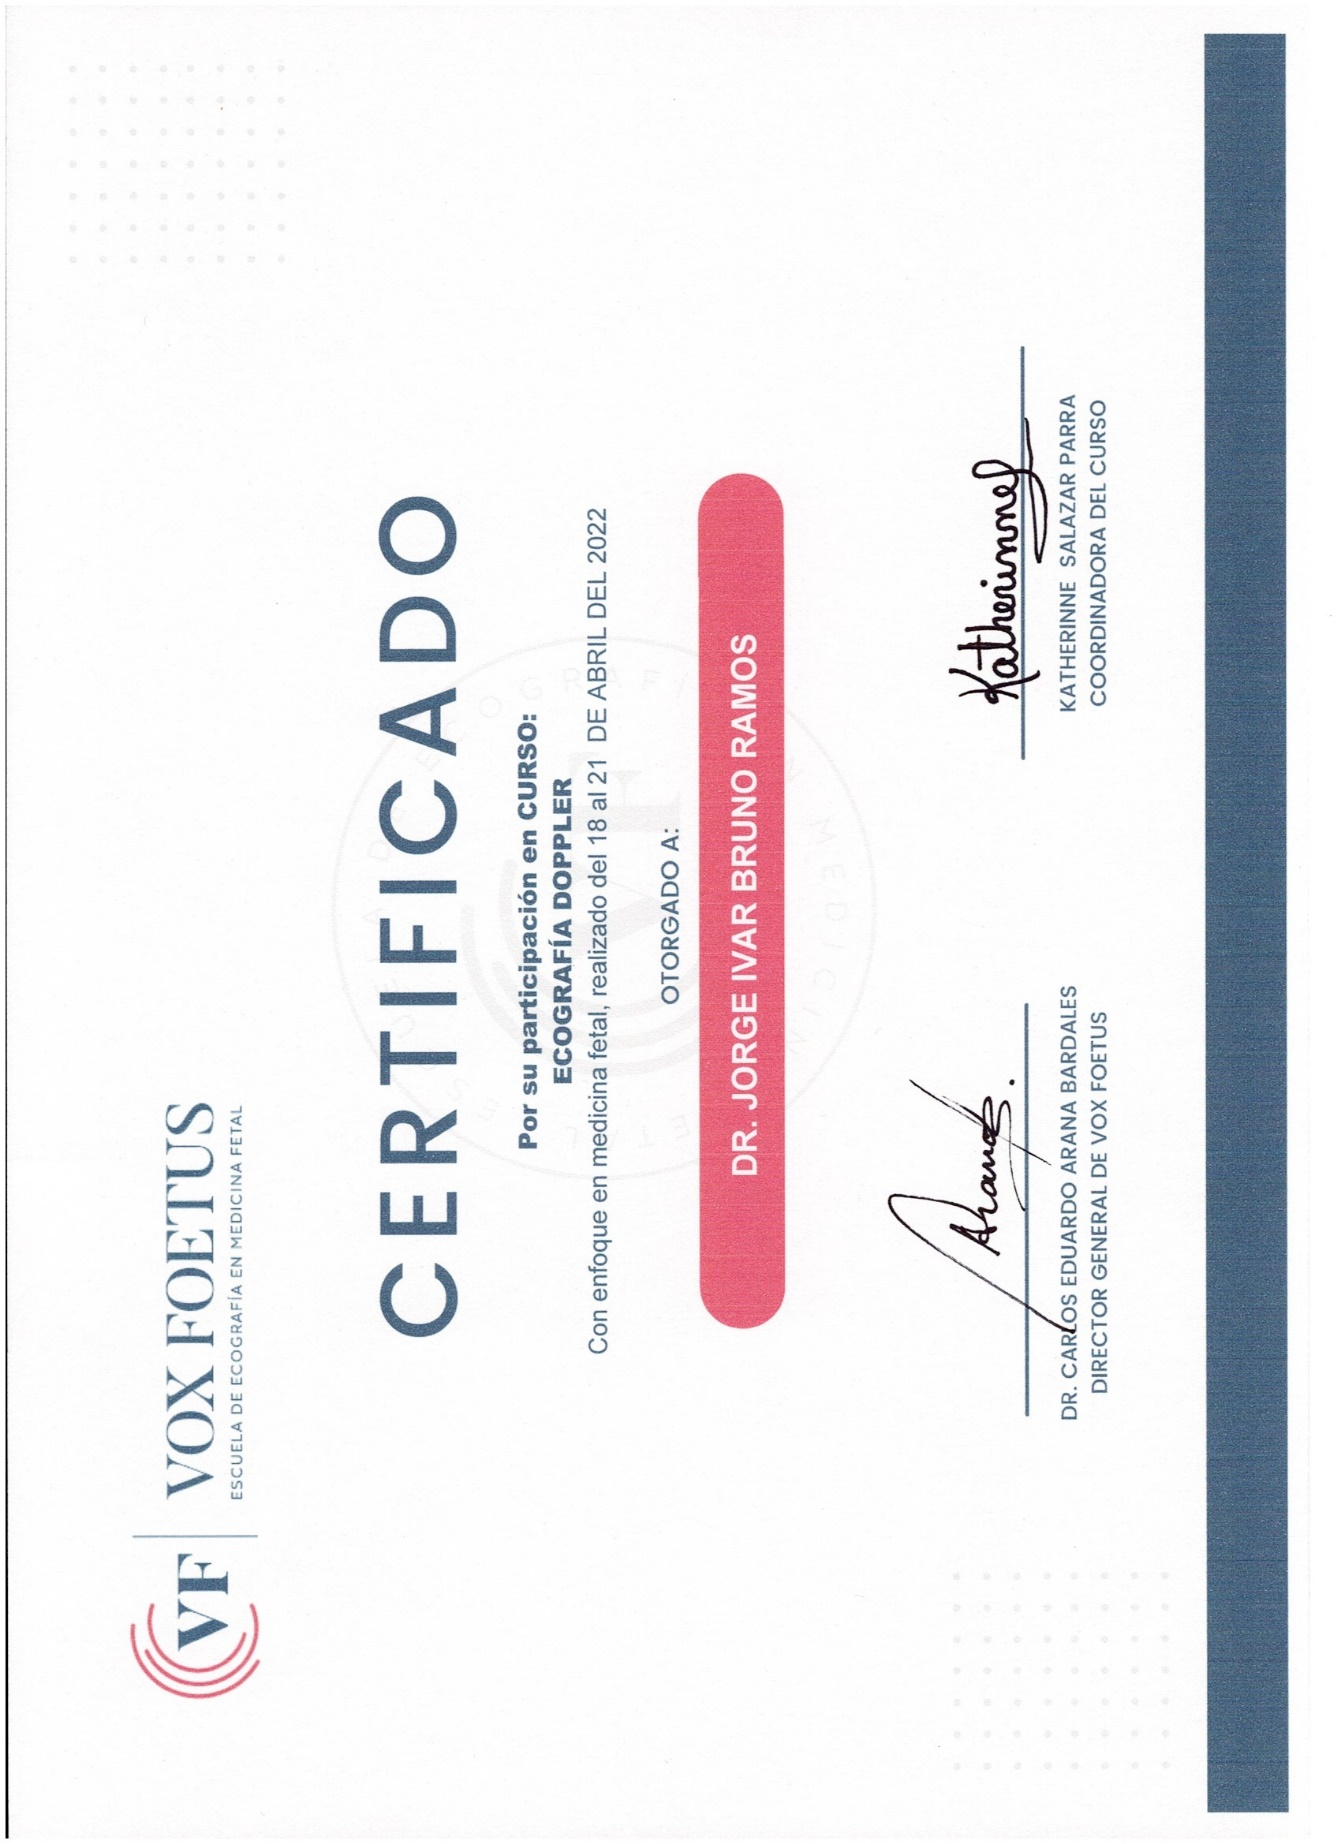 VF
VOX FOETUS
ESCUELA DE ECOGRAFÍA EN MEDICINA FETAL
CERTIFICADO
Por su participación en CURSO:
ECOGRAFÍA DOPPLER
Con enfoque en medicina fetal, realizado del 18 al 21 DE ABRIL DEL 2022
OTORGADO A:
DR. JORGE IVAR BRUNO RAMOS
Katherinne
DR. CARLOS EDUARDO ARANA BARDALES
DIRECTOR GENERAL DE VOX FOETUS
KATHERINNE SALAZAR PARRA
COORDINADORA DEL CURSO